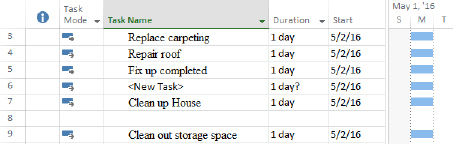 Task Mode Task Name Duration Start May 1, '16
S M T
3 Replace carpeting 1 day 5/2/16
4 Repair roof 1 day 5/2/16
5 Fix up completed 1 day 5/2/16
6 <New Task> 1 day? 5/2/16
7 Clean up House 1 day 5/2/16
8
9 Clean out storage space 1 day 5/2/16